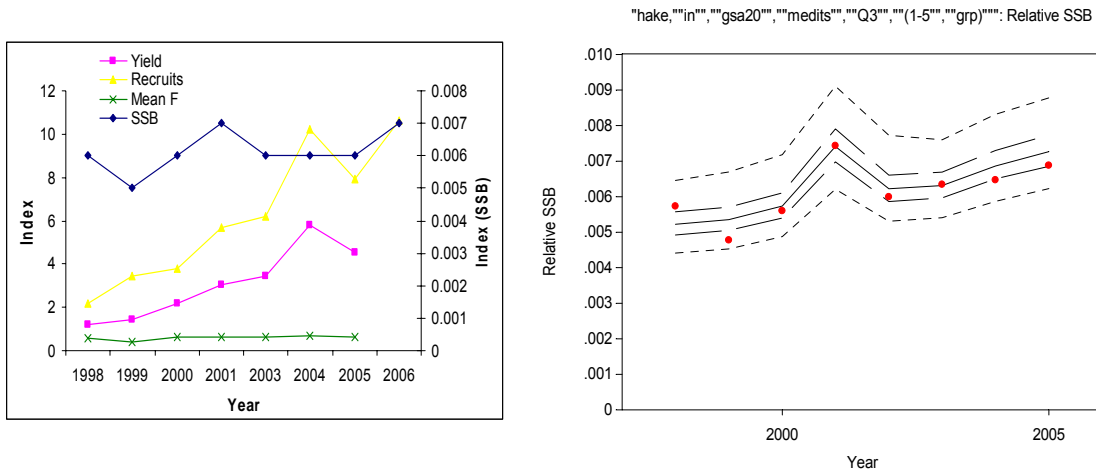 "hake,""in"",""gsa20"",""medits"",""Q3"",""(1-5"",""grp)""": Relative SSB
Yield
Recruits
Mean F
SSB
12
10
8
6
4
2
0
Index
0.008
0.007
0.006
0.005
0.004
0.003
0.002
0.001
0
Index (SSB)
1998 1999 2000 2001 2003 2004 2005 2006
Year
.010
.009
.008
.007
.006
.005
.004
.003
.002
.001
0
Relative SSB
2000 2005
Year